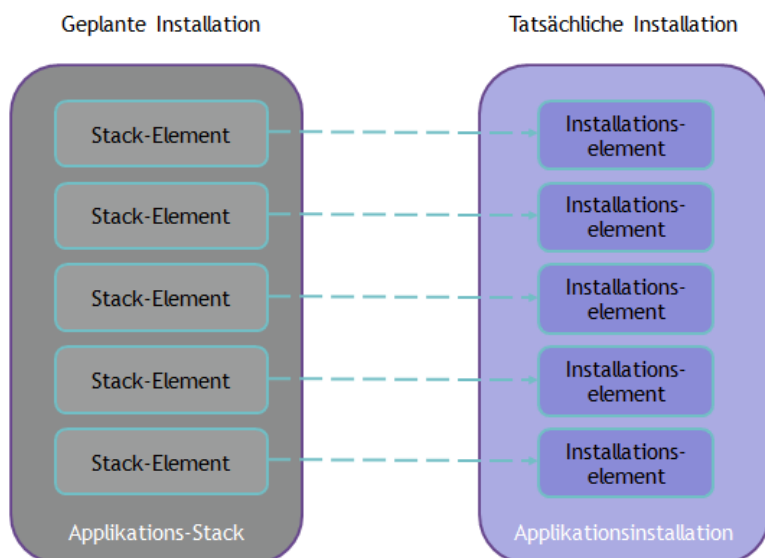 Geplante Installation
Tatsächliche Installation
Stack-Element
Installations-
element
Stack-Element
Installations-
element
Stack-Element
Installations-
element
Stack-Element
Installations-
element
Stack-Element
Installations-
element
Applikations-Stack
Applikationsinstallation